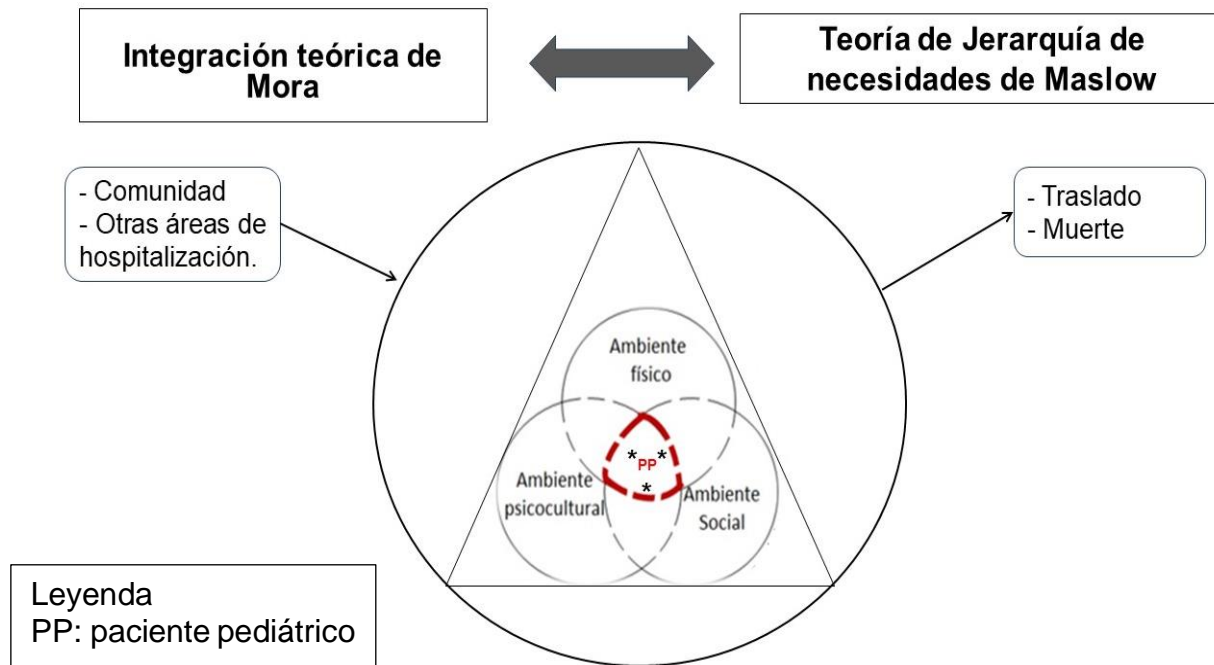 Integración teórica de
Mora
Teoría de Jerarquía de
necesidades de Maslow
- Comunidad
- Otras áreas de
hospitalización.
- Traslado
- Muerte
Ambiente
físico
* PP *
*
Ambiente
psicocultural
Ambiente
Social
Leyenda
PP: paciente pediátrico